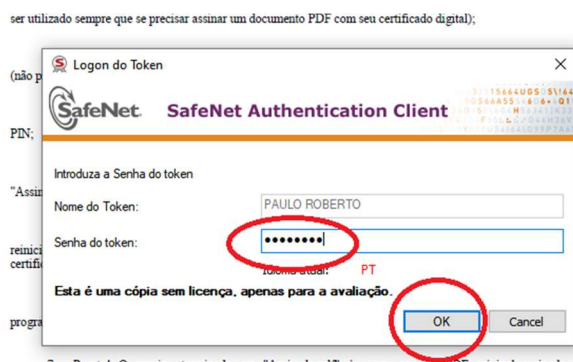 ser utilizado sempre que se precisar assinar um documento PDF com seu certificado digital);
Logon do Token
(não p
SafeNet. SafeNet Authentication Client
PIN;
Introduza a Senha do token
"Assin
Nome do Token: PAULO ROBERTO
Senha do token: ••••••••
reinici
certifi
Idioma atual: PT
Esta é uma cópia sem licença, apenas para a avaliação.
progra
OK Cancel